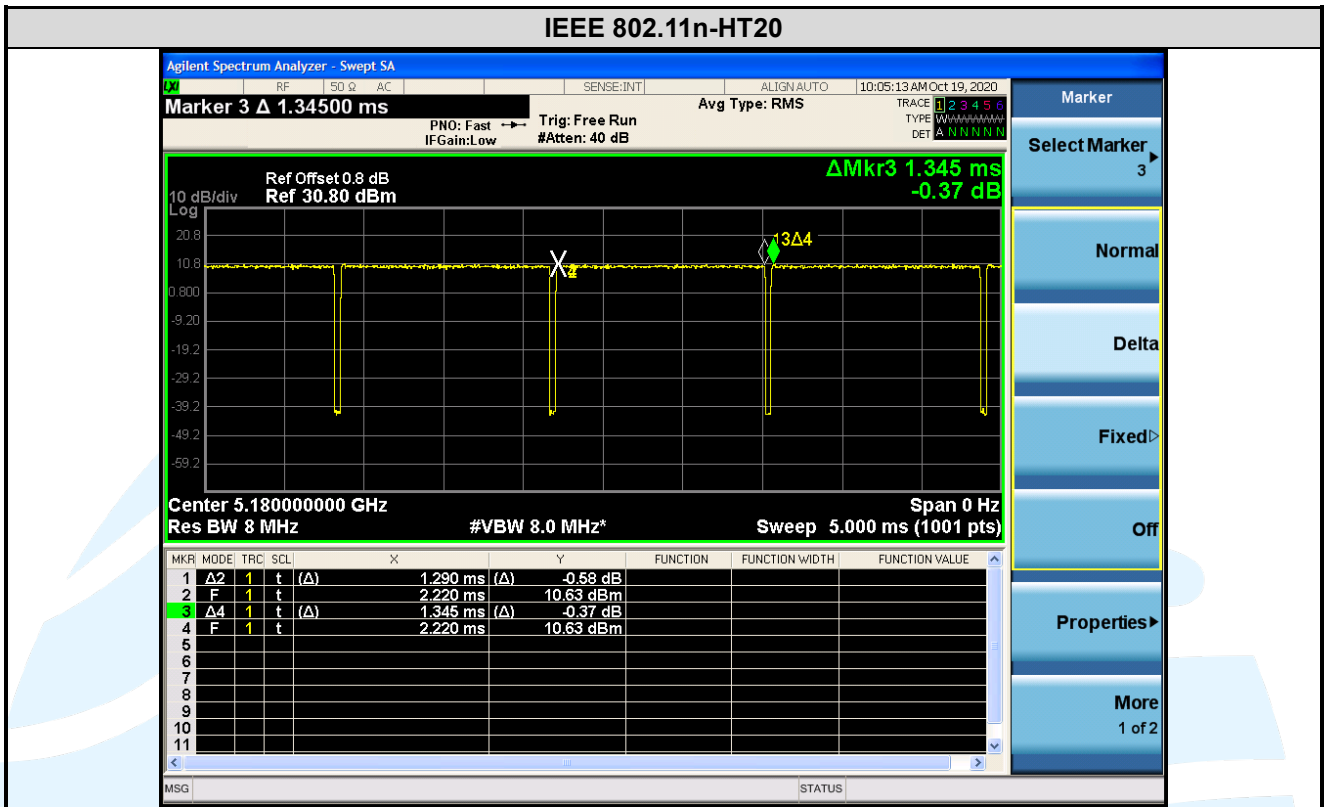 IEEE 802.11n-HT20
Agilent Spectrum Analyzer - Swept SA
LXI RF 50 Ω AC SENSE:INT ALIGN AUTO 10:05:13 AM Oct 19, 2020
Marker 3 Δ 1.34500 ms
PNO: Fast
IFGain:Low
Trig: Free Run
#Atten: 40 dB
Avg Type: RMS
TRACE 1 2 3 4 5 6
TYPE WWWWWW
DET A N N N N N
ΔMkr3 1.345 ms
-0.37 dB
Ref Offset 0.8 dB
10 dB/div Ref 30.80 dBm
Log
20.8
10.8
0.800
-9.20
-19.2
-29.2
-39.2
-49.2
-59.2
3Δ4
Center 5.180000000 GHz Span 0 Hz
Res BW 8 MHz #VBW 8.0 MHz* Sweep 5.000 ms (1001 pts)
MKR MODE TRC SCL X Y FUNCTION FUNCTION WIDTH FUNCTION VALUE
1 Δ2 1 t (Δ) 1.290 ms (Δ) -0.58 dB
2 F 1 t 2.220 ms 10.63 dBm
3 Δ4 1 t (Δ) 1.345 ms (Δ) -0.37 dB
4 F 1 t 2.220 ms 10.63 dBm
5
6
7
8
9
10
11
MSG STATUS
Marker
Select Marker
3
Normal
Delta
Fixed
Off
Properties
More
1 of 2